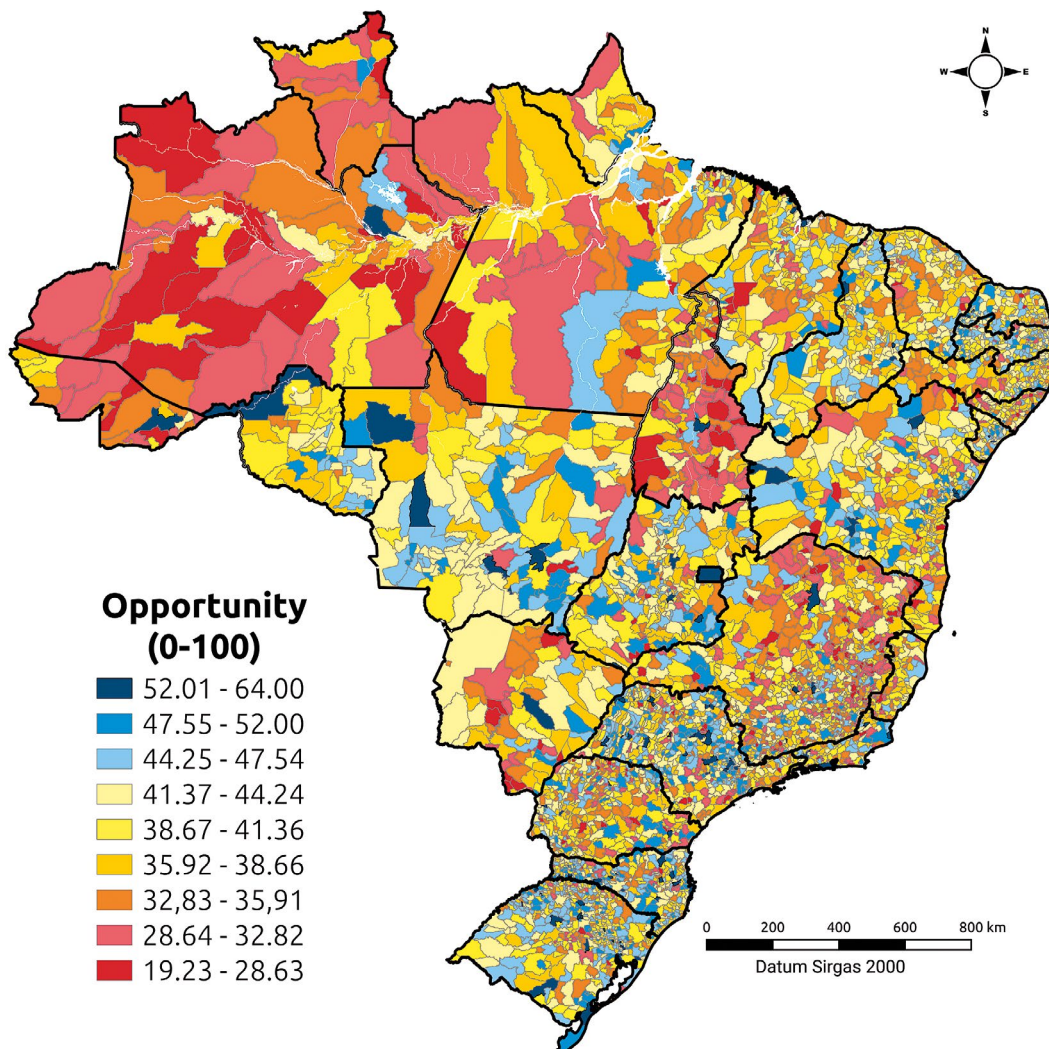 N
W E
S
Opportunity
(0-100)
52.01 - 64.00
47.55 - 52.00
44.25 - 47.54
41.37 - 44.24
38.67 - 41.36
35.92 - 38.66
32,83 - 35,91
28.64 - 32.82
19.23 - 28.63
0 200 400 600 800 km
Datum Sirgas 2000